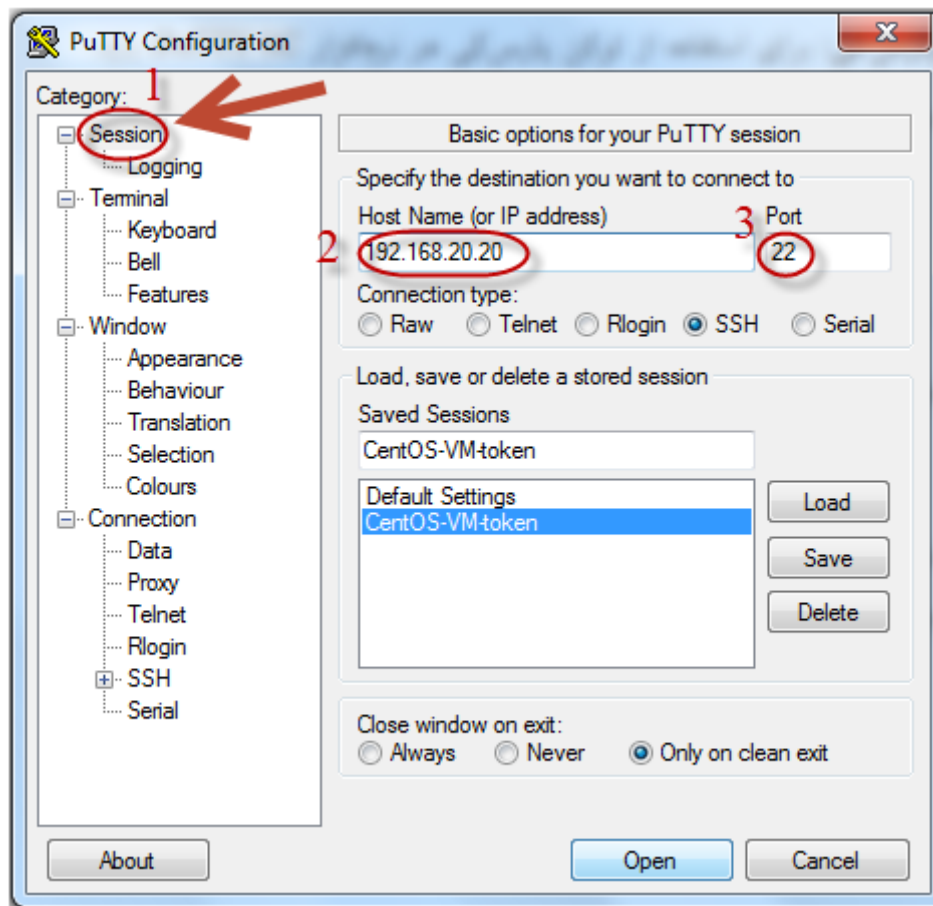 PuTTY Configuration
Category:
1
Session
Logging
Terminal
Keyboard
Bell
Features
Window
Appearance
Behaviour
Translation
Selection
Colours
Connection
Data
Proxy
Telnet
Rlogin
SSH
Serial
Basic options for your PuTTY session
Specify the destination you want to connect to
Host Name (or IP address) 3 Port
2 192.168.20.20 22
Connection type:
Raw Telnet Rlogin SSH Serial
Load, save or delete a stored session
Saved Sessions
CentOS-VM-token
Default Settings
CentOS-VM-token
Load
Save
Delete
Close window on exit:
Always Never Only on clean exit
About Open Cancel